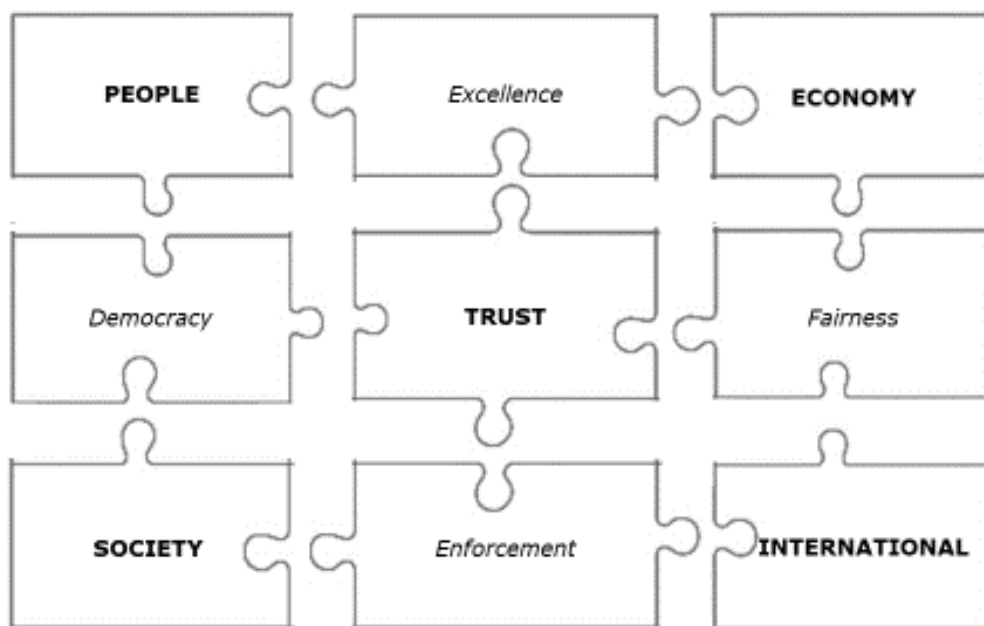 PEOPLE
Excellence
ECONOMY
Democracy
TRUST
Fairness
SOCIETY
Enforcement
INTERNATIONAL